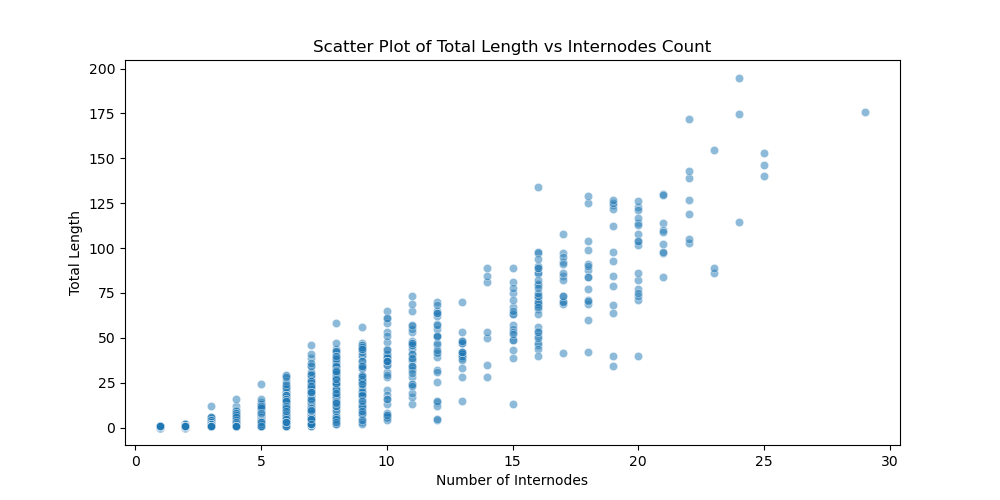 Scatter Plot of Total Length vs Internodes Count
200
175
150
125
100
75
50
25
0
Total Length
0 5 10 15 20 25 30
Number of Internodes